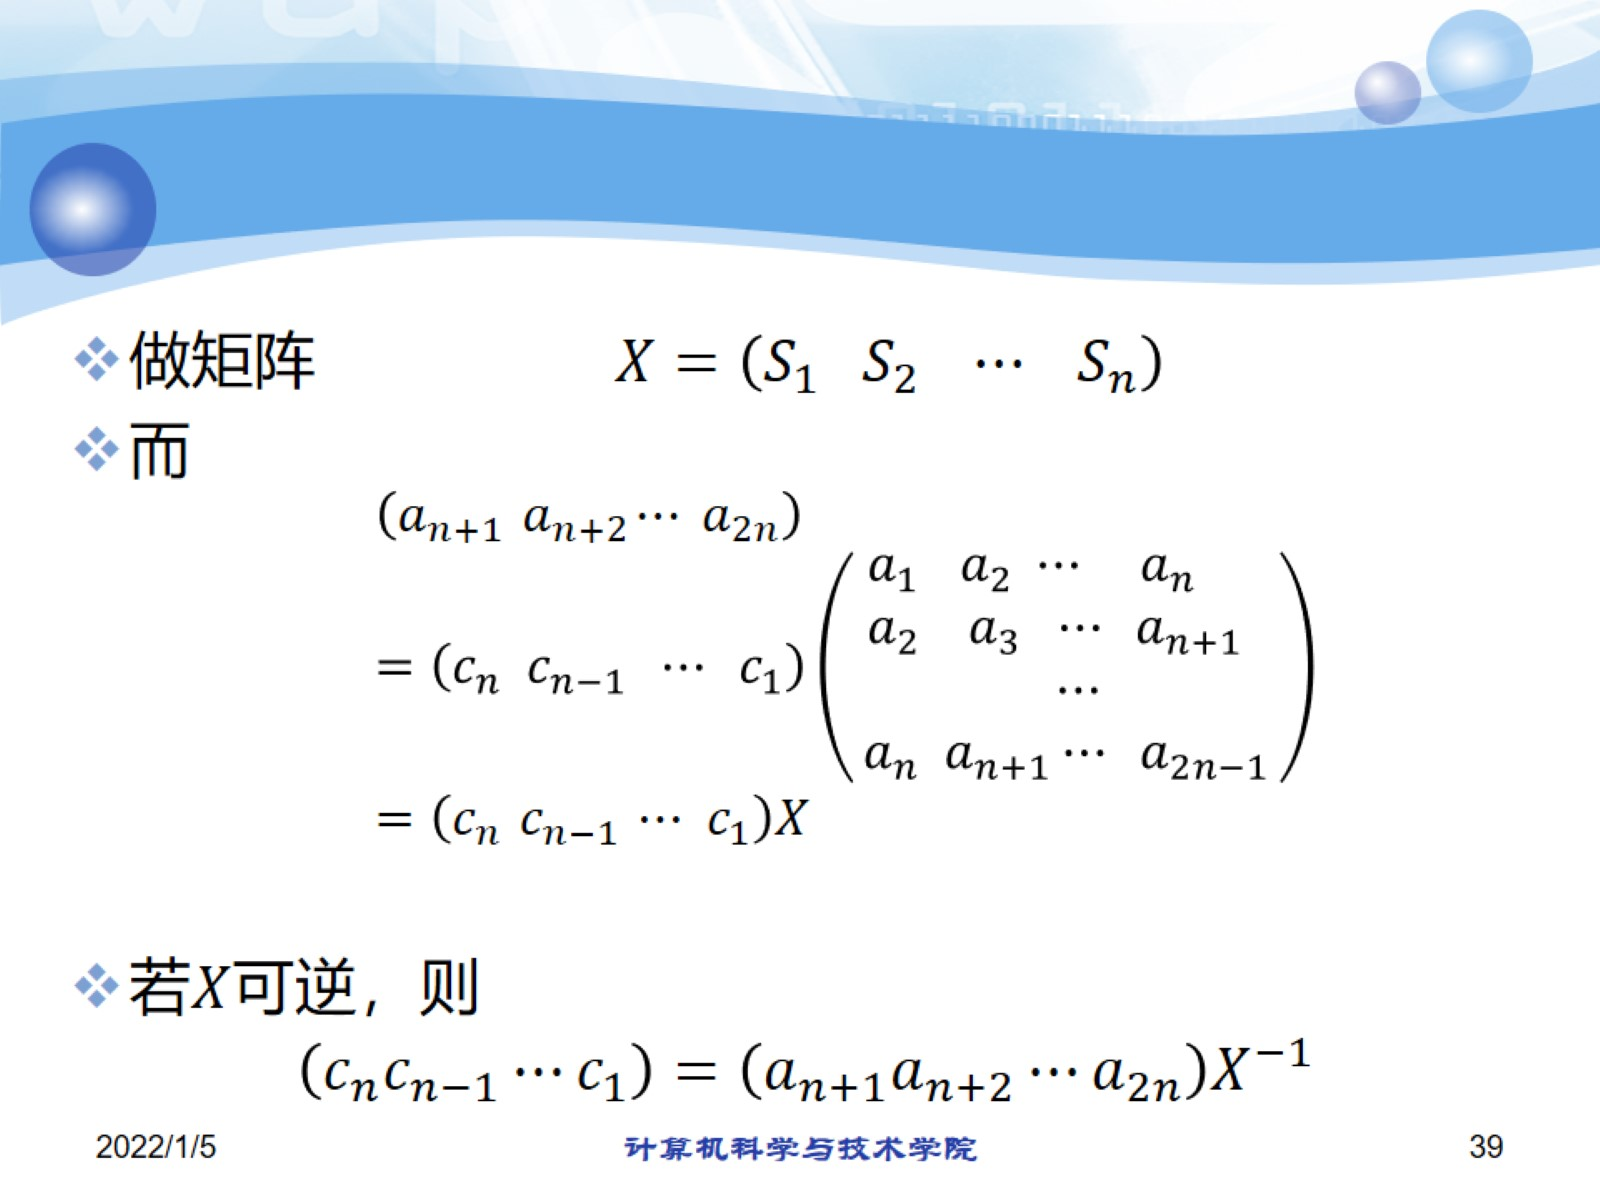 做矩阵 X = (S₁ S₂ ⋯ Sₙ)
而
(aₙ₊₁ aₙ₊₂ ⋯ a₂ₙ)
a₁ a₂ ⋯ aₙ
a₂ a₃ ⋯ aₙ₊₁
= (cₙ cₙ₋₁ ⋯ c₁)
⋯
aₙ aₙ₊₁ ⋯ a₂ₙ₋₁
= (cₙ cₙ₋₁ ⋯ c₁)X
若X可逆，则
(cₙcₙ₋₁ ⋯ c₁) = (aₙ₊₁aₙ₊₂ ⋯ a₂ₙ)X⁻¹
2022/1/5 计算机科学与技术学院 39